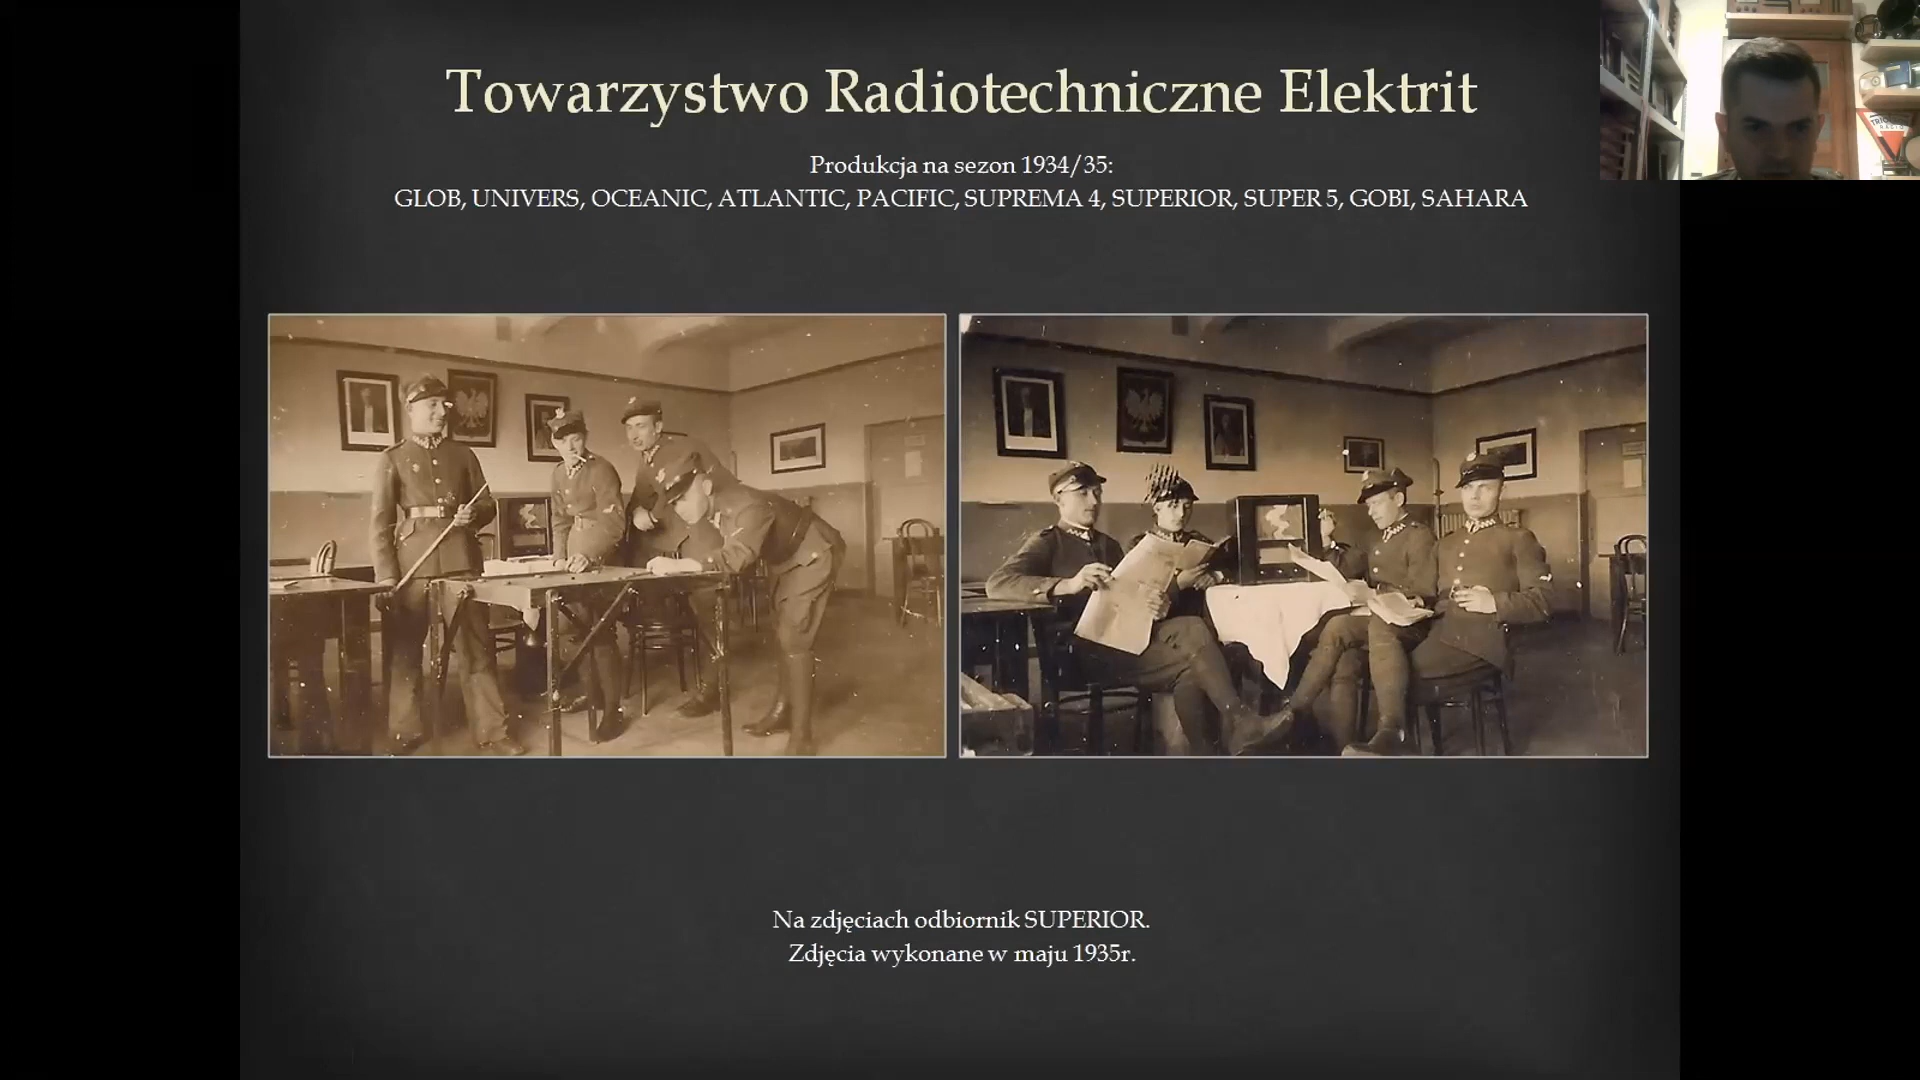 Towarzystwo Radiotechniczne Elektrit
Produkcja na sezon 1934/35:
GLOB, UNIVERS, OCEANIC, ATLANTIC, PACIFIC, SUPREMA 4, SUPERIOR, SUPER 5, GOBI, SAHARA
Na zdjęciach odbiornik SUPERIOR.
Zdjęcia wykonane w maju 1935r.